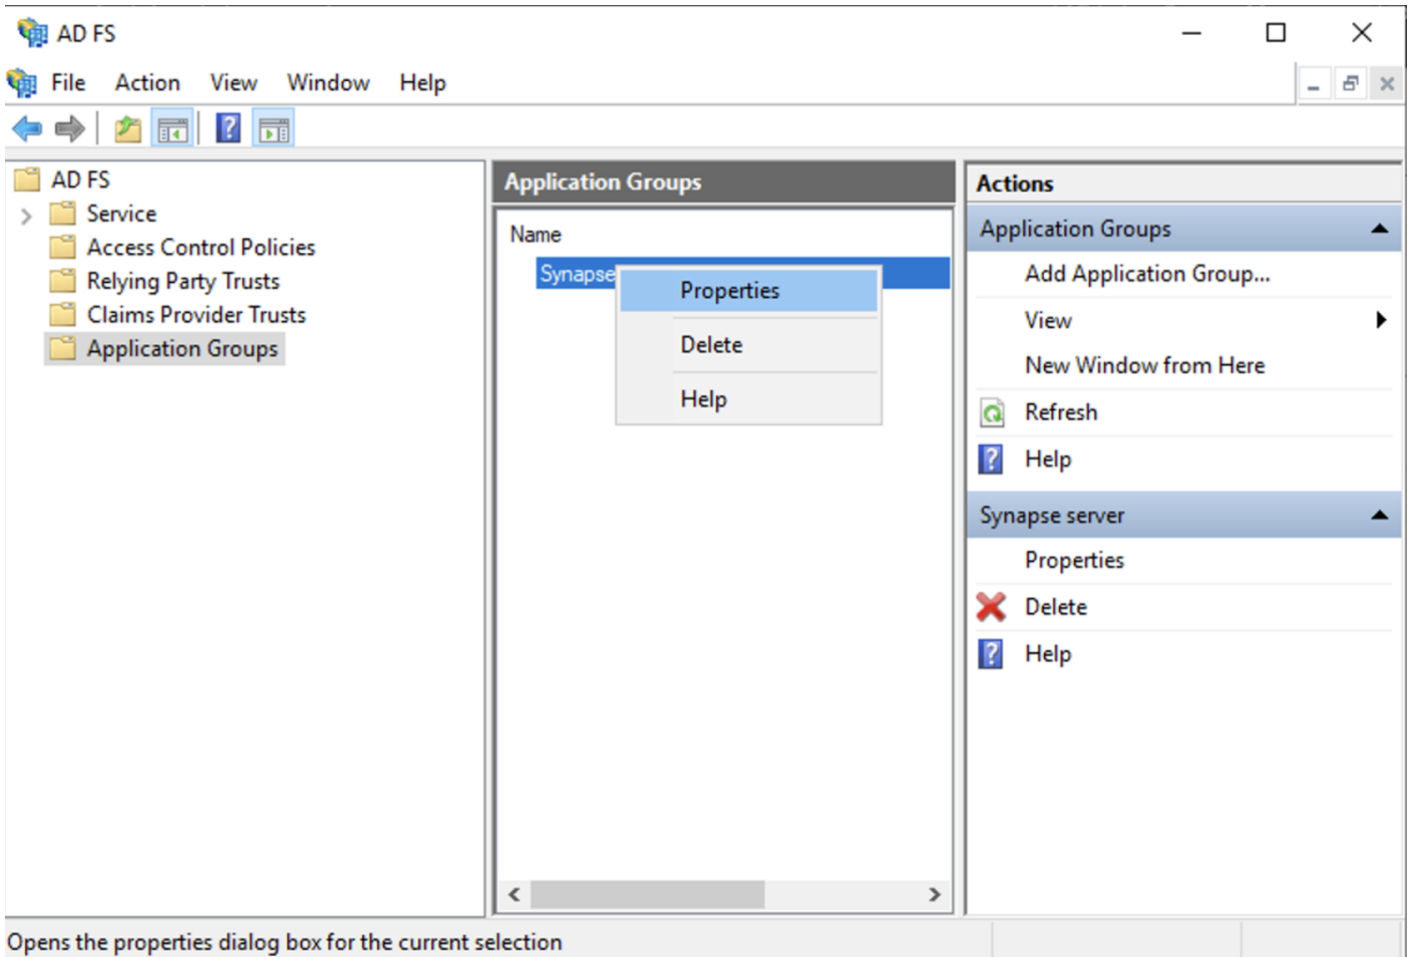 AD FS
File Action View Window Help
AD FS
Service
Access Control Policies
Relying Party Trusts
Claims Provider Trusts
Application Groups
Application Groups
Name
Synapse
Properties
Delete
Help
Actions
Application Groups
Add Application Group...
View
New Window from Here
Refresh
Help
Synapse server
Properties
Delete
Help
Opens the properties dialog box for the current selection